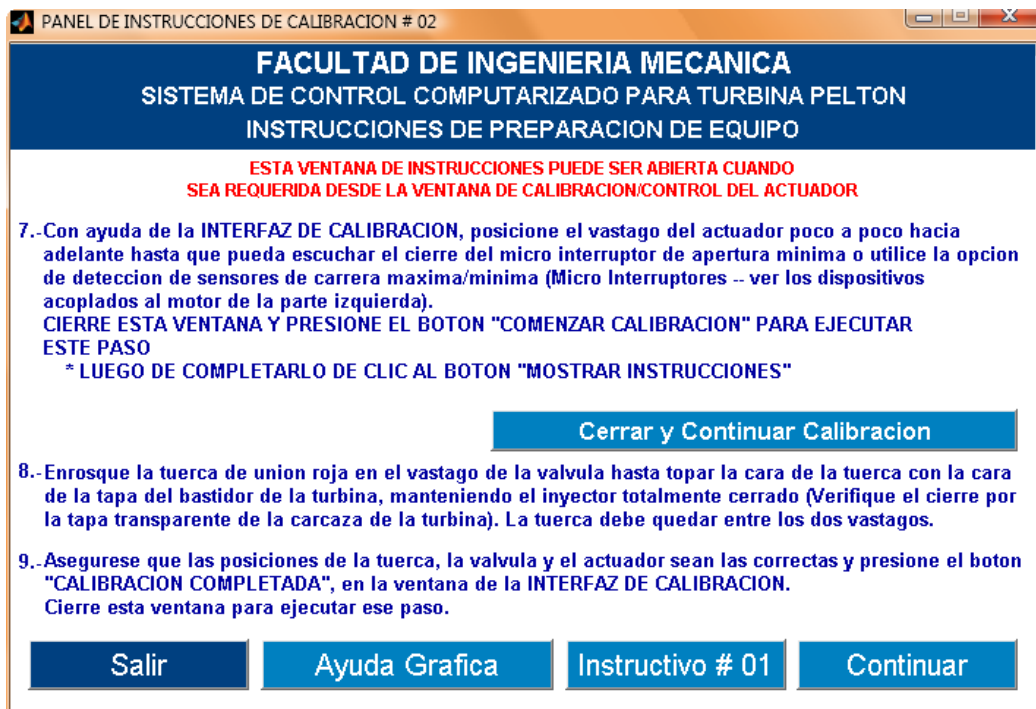 PANEL DE INSTRUCCIONES DE CALIBRACION # 02
FACULTAD DE INGENIERIA MECANICA
SISTEMA DE CONTROL COMPUTARIZADO PARA TURBINA PELTON
INSTRUCCIONES DE PREPARACION DE EQUIPO
ESTA VENTANA DE INSTRUCCIONES PUEDE SER ABIERTA CUANDO
SEA REQUERIDA DESDE LA VENTANA DE CALIBRACION/CONTROL DEL ACTUADOR
7.-Con ayuda de la INTERFAZ DE CALIBRACION, posicione el vastago del actuador poco a poco hacia
adelante hasta que pueda escuchar el cierre del micro interruptor de apertura minima o utilice la opcion
de deteccion de sensores de carrera maxima/minima (Micro Interruptores -- ver los dispositivos
acoplados al motor de la parte izquierda).
CIERRE ESTA VENTANA Y PRESIONE EL BOTON "COMENZAR CALIBRACION" PARA EJECUTAR
ESTE PASO
* LUEGO DE COMPLETARLO DE CLIC AL BOTON "MOSTRAR INSTRUCCIONES"
Cerrar y Continuar Calibracion
8.-Enrosque la tuerca de union roja en el vastago de la valvula hasta topar la cara de la tuerca con la cara
de la tapa del bastidor de la turbina, manteniendo el inyector totalmente cerrado (Verifique el cierre por
la tapa transparente de la carcaza de la turbina). La tuerca debe quedar entre los dos vastagos.
9.-Asegurese que las posiciones de la tuerca, la valvula y el actuador sean las correctas y presione el boton
"CALIBRACION COMPLETADA", en la ventana de la INTERFAZ DE CALIBRACION.
Cierre esta ventana para ejecutar ese paso.
Salir
Ayuda Grafica
Instructivo # 01
Continuar